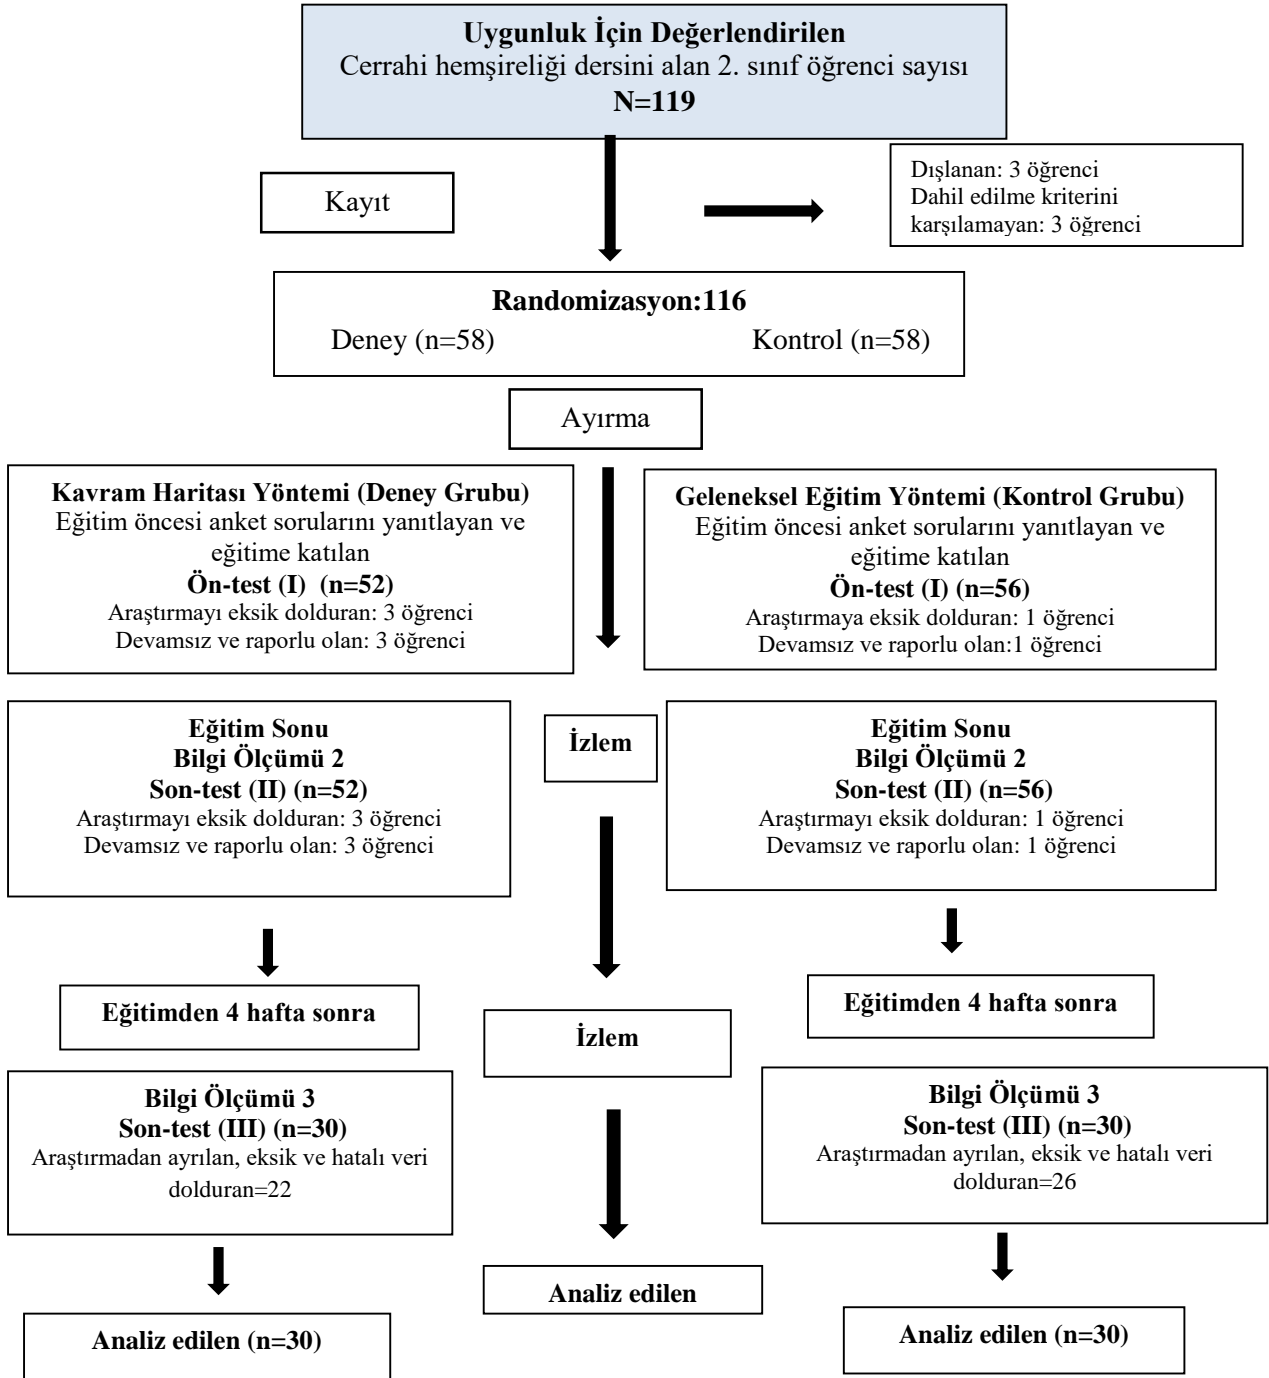 Uygunluk İçin Değerlendirilen
Cerrahi hemşireliği dersini alan 2. sınıf öğrenci sayısı
N=119
Kayıt
Dışlanan: 3 öğrenci
Dahil edilme kriterini
karşılamayan: 3 öğrenci
Randomizasyon:116
Deney (n=58) Kontrol (n=58)
Ayırma
Kavram Haritası Yöntemi (Deney Grubu)
Eğitim öncesi anket sorularını yanıtlayan ve
eğitime katılan
Ön-test (I) (n=52)
Araştırmayı eksik dolduran: 3 öğrenci
Devamsız ve raporlu olan: 3 öğrenci
Geleneksel Eğitim Yöntemi (Kontrol Grubu)
Eğitim öncesi anket sorularını yanıtlayan ve
eğitime katılan
Ön-test (I) (n=56)
Araştırmaya eksik dolduran: 1 öğrenci
Devamsız ve raporlu olan:1 öğrenci
Eğitim Sonu
Bilgi Ölçümü 2
Son-test (II) (n=52)
Araştırmayı eksik dolduran: 3 öğrenci
Devamsız ve raporlu olan: 3 öğrenci
İzlem
Eğitim Sonu
Bilgi Ölçümü 2
Son-test (II) (n=56)
Araştırmayı eksik dolduran: 1 öğrenci
Devamsız ve raporlu olan: 1 öğrenci
Eğitimden 4 hafta sonra
İzlem
Eğitimden 4 hafta sonra
Bilgi Ölçümü 3
Son-test (III) (n=30)
Araştırmadan ayrılan, eksik ve hatalı veri
dolduran=22
Bilgi Ölçümü 3
Son-test (III) (n=30)
Araştırmadan ayrılan, eksik ve hatalı veri
dolduran=26
Analiz edilen (n=30)
Analiz edilen
Analiz edilen (n=30)